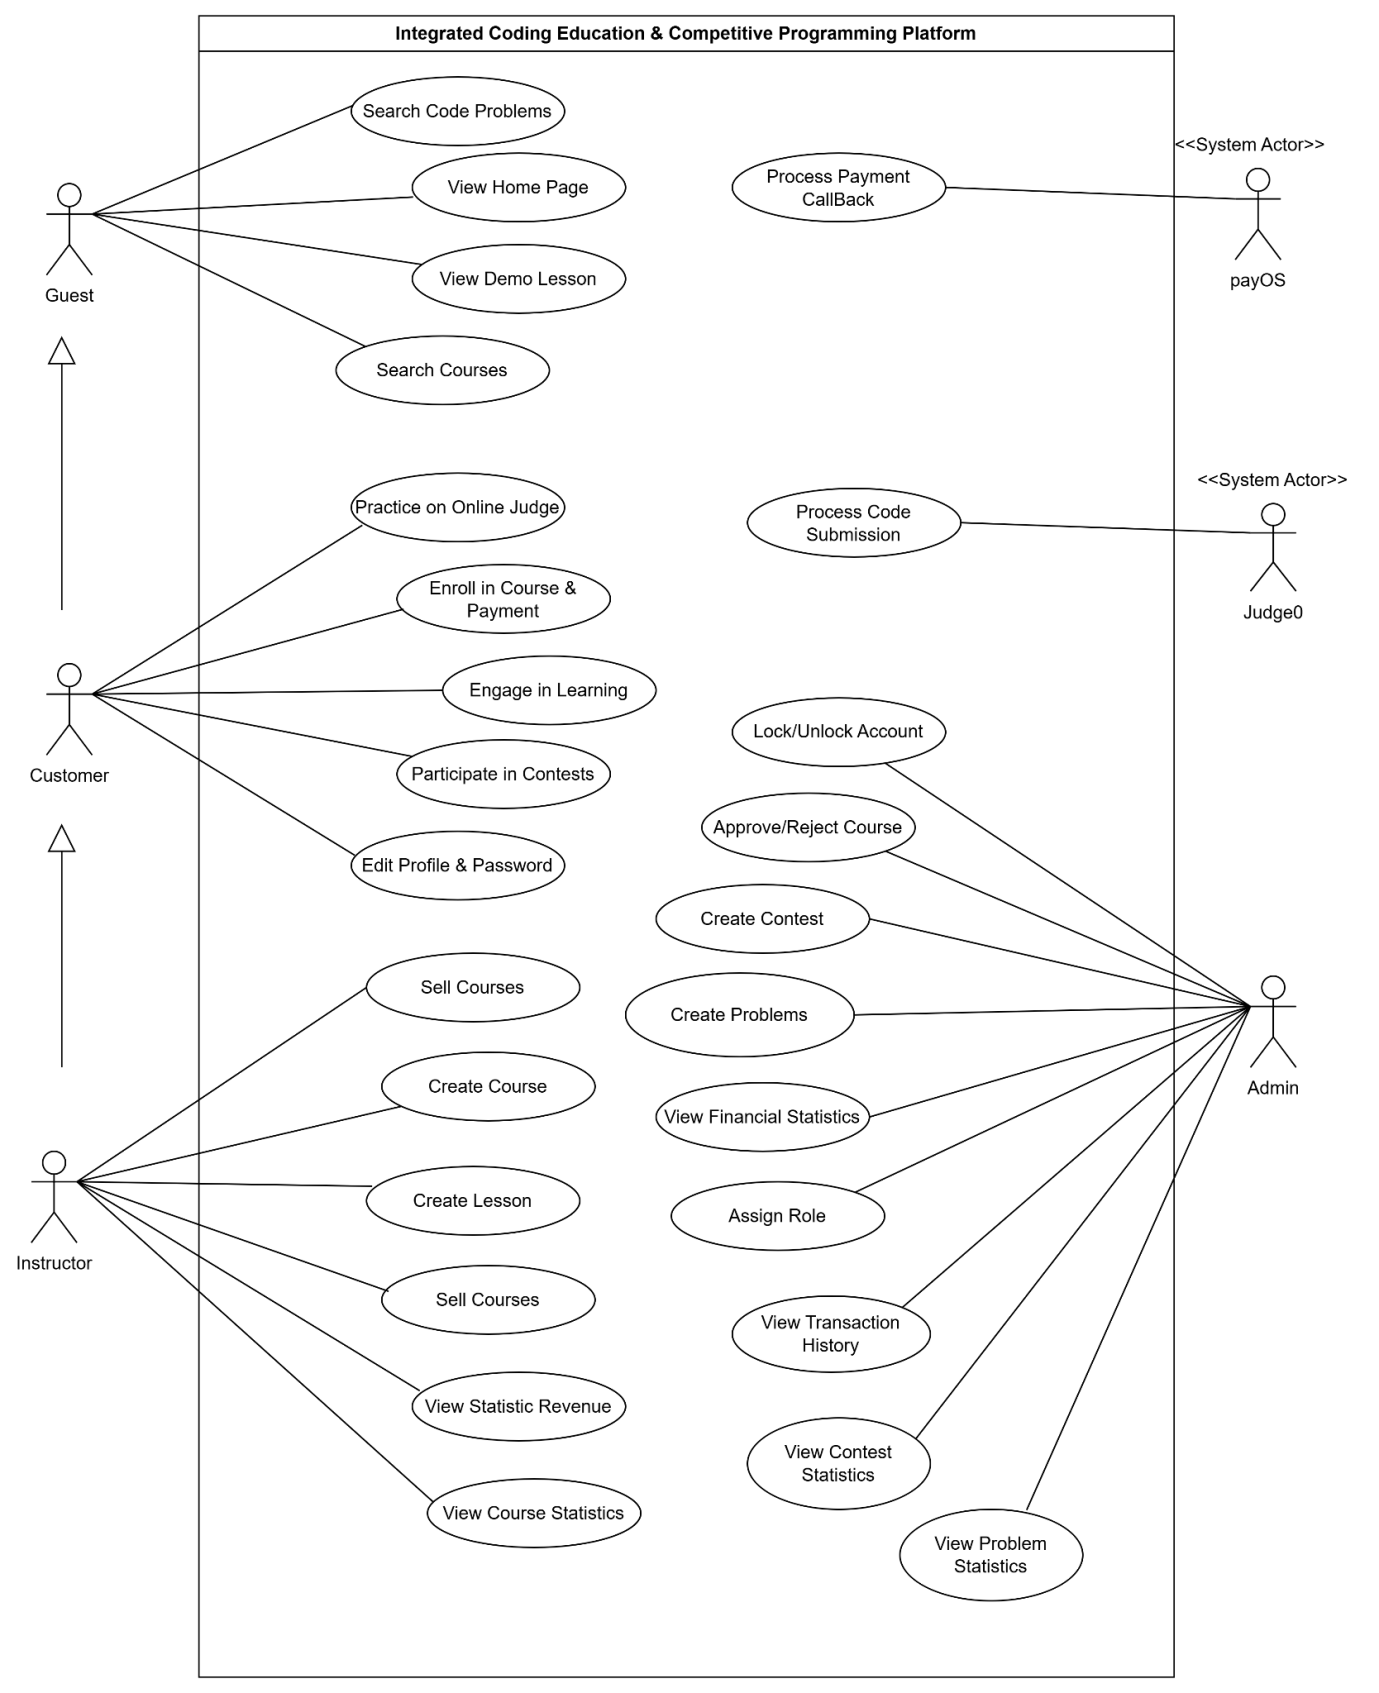 Integrated Coding Education & Competitive Programming Platform
Search Code Problems
View Home Page
View Demo Lesson
Search Courses
Guest
Process Payment
CallBack
<<System Actor>>
payOS
Practice on Online Judge
Enroll in Course &
Payment
Engage in Learning
Participate in Contests
Edit Profile & Password
Customer
Process Code
Submission
<<System Actor>>
Judge0
Sell Courses
Create Course
Create Lesson
Sell Courses
View Statistic Revenue
View Course Statistics
Instructor
Lock/Unlock Account
Approve/Reject Course
Create Contest
Create Problems
View Financial Statistics
Assign Role
View Transaction
History
View Contest
Statistics
View Problem
Statistics
Admin